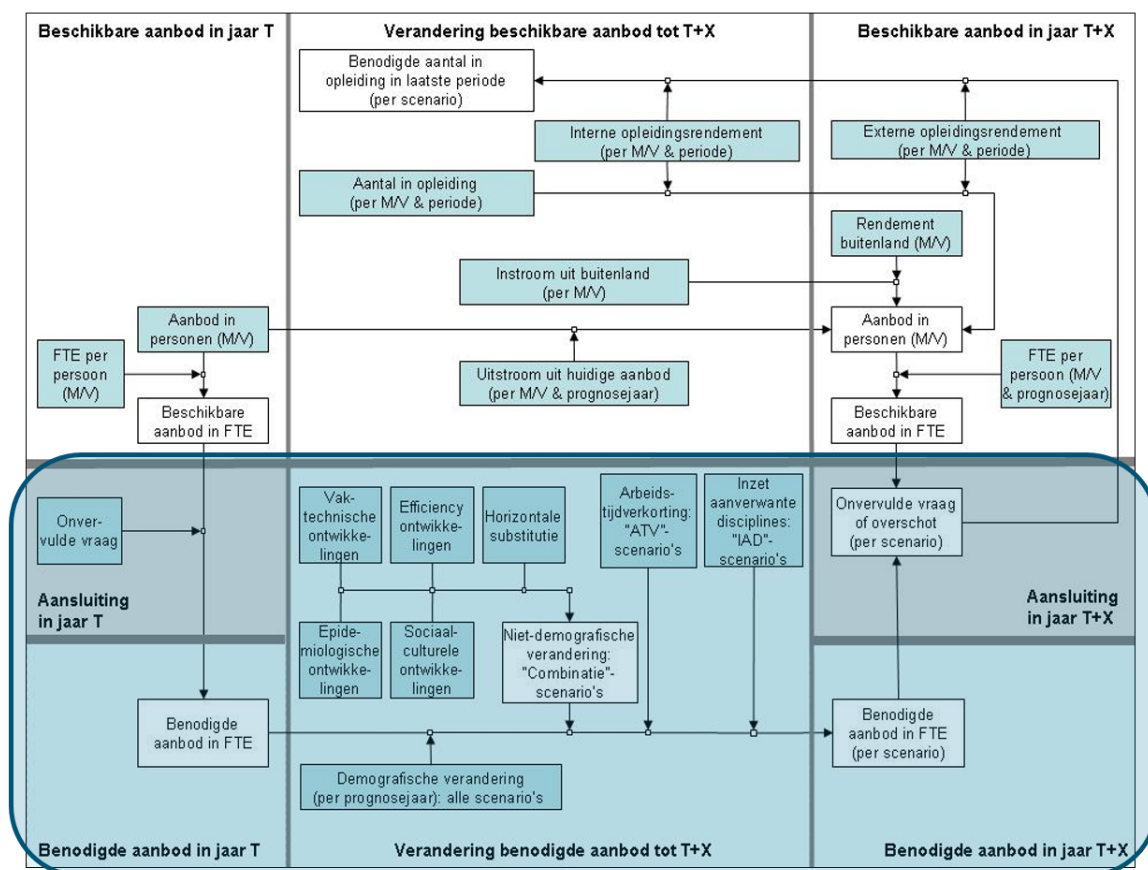 Beschikbare aanbod in jaar T
Verandering beschikbare aanbod tot T+X
Beschikbare aanbod in jaar T+X
Benodigde aantal in
opleiding in laatste periode
(per scenario)
Interne opleidingsrendement
(per M/V & periode)
Externe opleidingsrendement
(per M/V & periode)
Aantal in opleiding
(per M/V & periode)
Rendement
buitenland (M/V)
Instroom uit buitenland
(per M/V)
Aanbod in
personen (M/V)
Aanbod in
personen (M/V)
FTE per
persoon
(M/V)
Uitstroom uit huidige aanbod
(per M/V & prognosejaar)
FTE per
persoon (M/V
& prognosejaar)
Beschikbare
aanbod in FTE
Beschikbare
aanbod in FTE
Onver-
vulde vraag
Vak-
technische
ontwikke-
lingen
Efficiency
ontwikke-
lingen
Horizontale
substitutie
Arbeids-
tijdverkorting:
"ATV"-
scenario's
Inzet
aanverwante
disciplines:
"IAD"-
scenario's
Onvervulde vraag
of overschot
(per scenario)
Aansluiting
in jaar T
Aansluiting
in jaar T+X
Epide-
miologische
ontwikke-
lingen
Sociaal-
culturele
ontwikke-
lingen
Niet-demografische
verandering:
"Combinatie"-
scenario's
Benodigde
aanbod in FTE
Benodigde
aanbod in FTE
(per scenario)
Demografische verandering
(per prognosejaar): alle scenario's
Benodigde aanbod in jaar T
Verandering benodigde aanbod tot T+X
Benodigde aanbod in jaar T+X